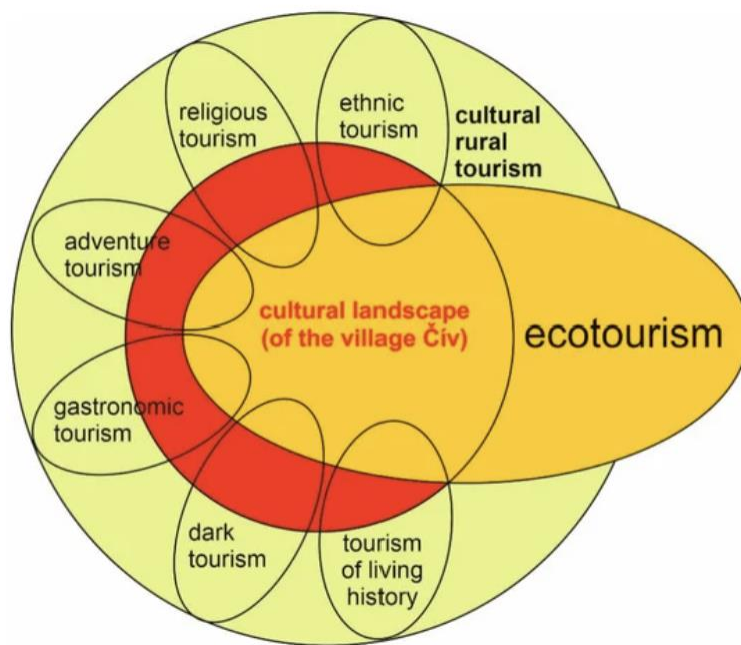 religious
tourism
ethnic
tourism
cultural
rural
tourism
adventure
tourism
cultural landscape
(of the village Čív)
ecotourism
gastronomic
tourism
dark
tourism
tourism
of living
history